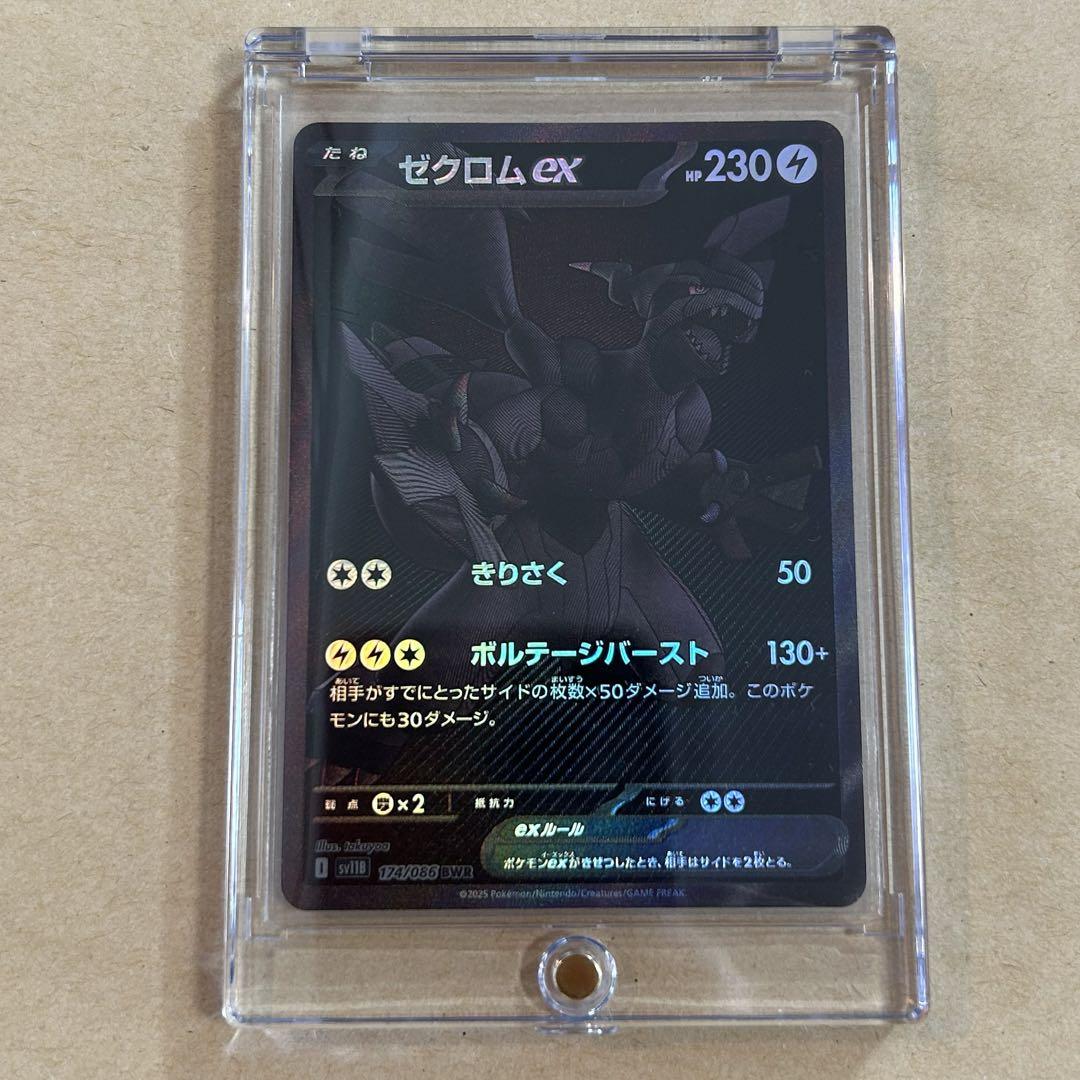 たね ゼクロムex HP230
きりさく 50
ボルテージバースト 130+
相手がすでにとったサイドの枚数×50ダメージ追加。このポケ
モンにも30ダメージ。
弱点 ×2 抵抗力 にげる
exルール
ポケモンexがきぜつしたとき、相手はサイドを2枚とる。
Illus. takuyoa
sv11B 174/086 BWR
©2025 Pokémon/Nintendo/Creatures/GAME FREAK